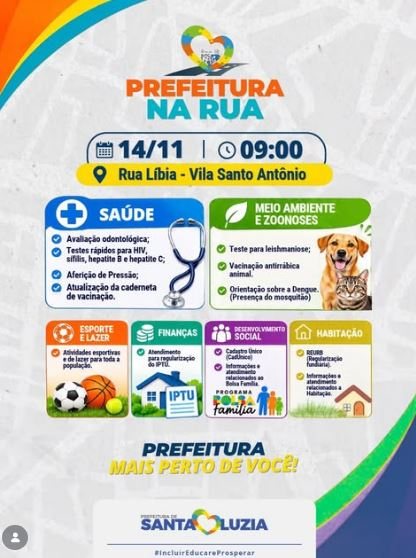 PREFEITURA
NA RUA
14/11 | 09:00
Rua Líbia - Vila Santo Antônio
SAÚDE
Avaliação odontológica;
Testes rápidos para HIV,
sífilis, hepatite B e hepatite C;
Aferição de Pressão;
Atualização da caderneta
de vacinação.
MEIO AMBIENTE
E ZOONOSES
Teste para leishmaniose;
Vacinação antirrábica
animal.
Orientação sobre a Dengue.
(Presença do mosquitão)
ESPORTE
E LAZER
Atividades esportivas
e de lazer para toda a
população.
FINANÇAS
Atendimento
para regularização
do IPTU.
IPTU
DESENVOLVIMENTO
SOCIAL
Cadastro Único
(CadÚnico)
Informações e
atendimento
relacionados ao
Bolsa Família.
PROGRAMA
BOLSA
Família
HABITAÇÃO
REURB
(Regularização
fundiária).
Informações e
atendimento
relacionados a
Habitação.
PREFEITURA
MAIS PERTO DE VOCÊ!
PREFEITURA DE
SANTA LUZIA
#IncluirEducareProsperar